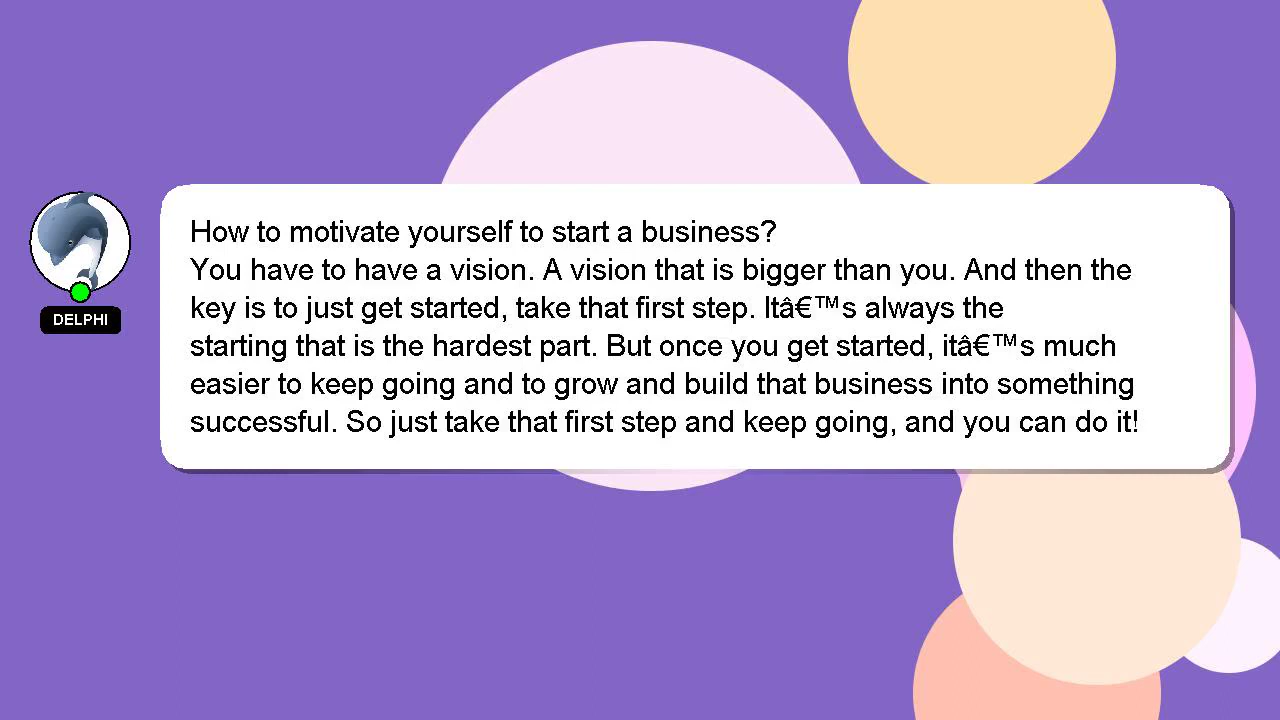 How to motivate yourself to start a business?
You have to have a vision. A vision that is bigger than you. And then the
key is to just get started, take that first step. Itâ€™s always the
starting that is the hardest part. But once you get started, itâ€™s much
easier to keep going and to grow and build that business into something
successful. So just take that first step and keep going, and you can do it!
DELPHI